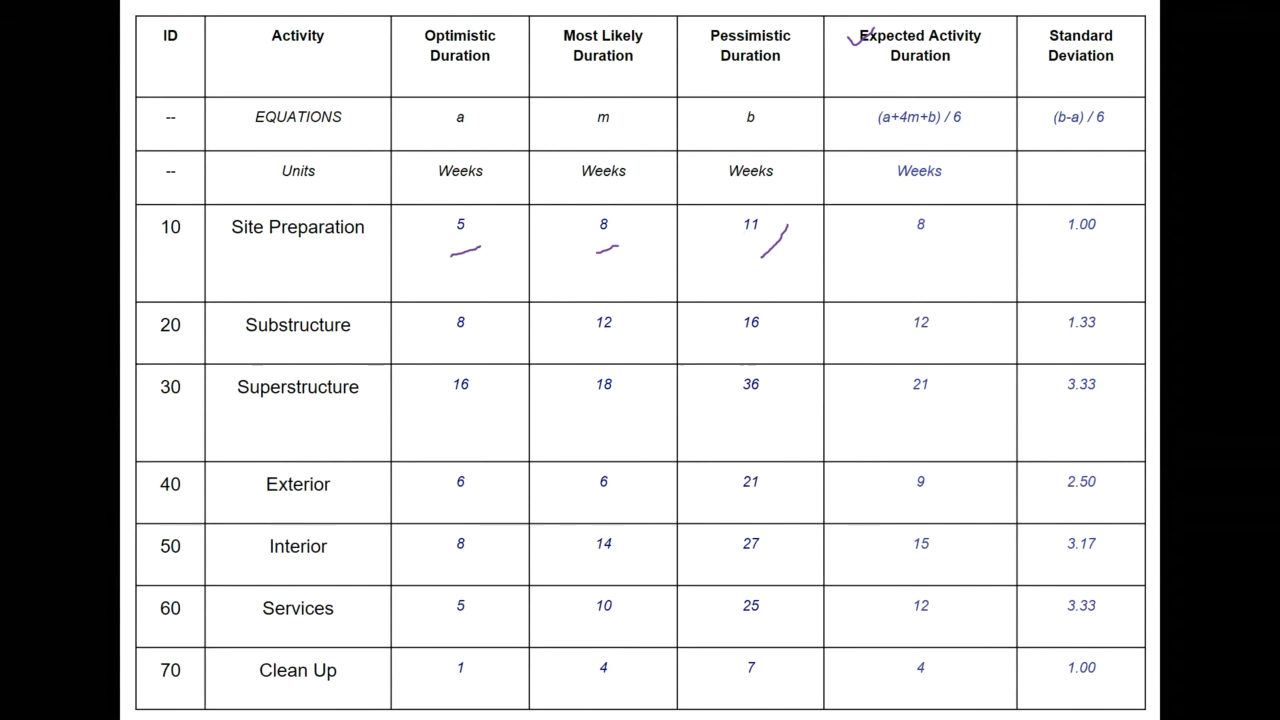 ID Activity Optimistic Duration Most Likely Duration Pessimistic Duration Expected Activity Duration Standard Deviation
-- EQUATIONS a m b (a+4m+b) / 6 (b-a) / 6
-- Units Weeks Weeks Weeks Weeks
10 Site Preparation 5 8 11 8 1.00
20 Substructure 8 12 16 12 1.33
30 Superstructure 16 18 36 21 3.33
40 Exterior 6 6 21 9 2.50
50 Interior 8 14 27 15 3.17
60 Services 5 10 25 12 3.33
70 Clean Up 1 4 7 4 1.00